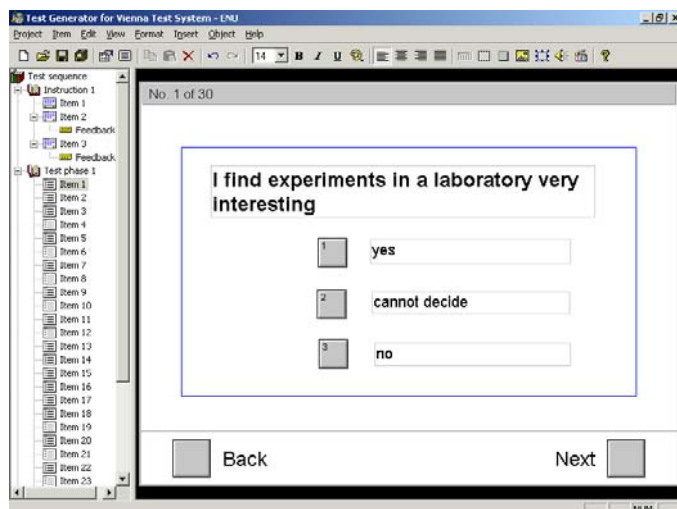 Test Generator for Vienna Test System - ENU
Project Item Edit View Format Insert Object Help
14 B I U
Test sequence
Instruction 1
Item 1
Item 2
Feedback
Item 3
Feedback
Test phase 1
Item 1
Item 2
Item 3
Item 4
Item 5
Item 6
Item 7
Item 8
Item 9
Item 10
Item 11
Item 12
Item 13
Item 14
Item 15
Item 16
Item 17
Item 18
Item 19
Item 20
Item 21
Item 22
Item 23
No. 1 of 30
I find experiments in a laboratory very
interesting
1 yes
2 cannot decide
3 no
Back Next
NUM